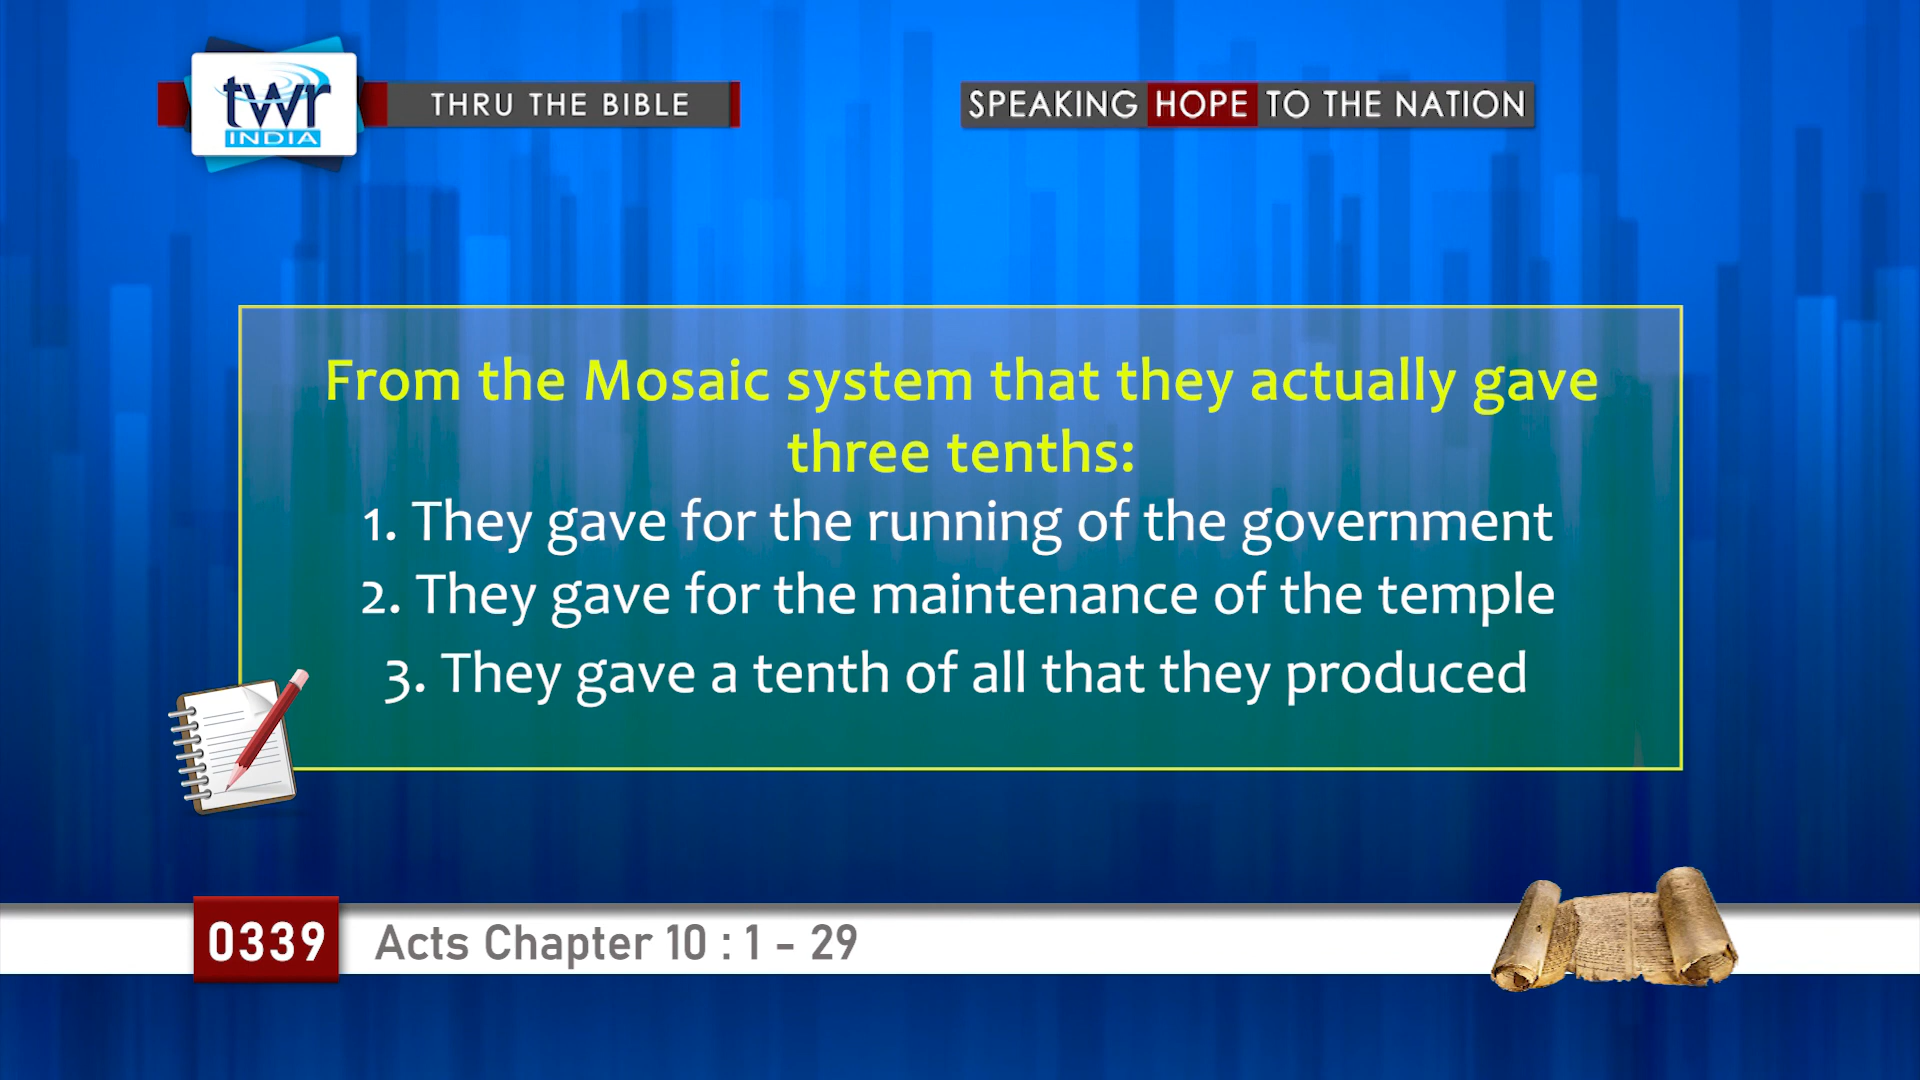 twr
INDIA
THRU THE BIBLE
SPEAKING HOPE TO THE NATION
From the Mosaic system that they actually gave
three tenths:
1. They gave for the running of the government
2. They gave for the maintenance of the temple
3. They gave a tenth of all that they produced
0339
Acts Chapter 10 : 1 - 29